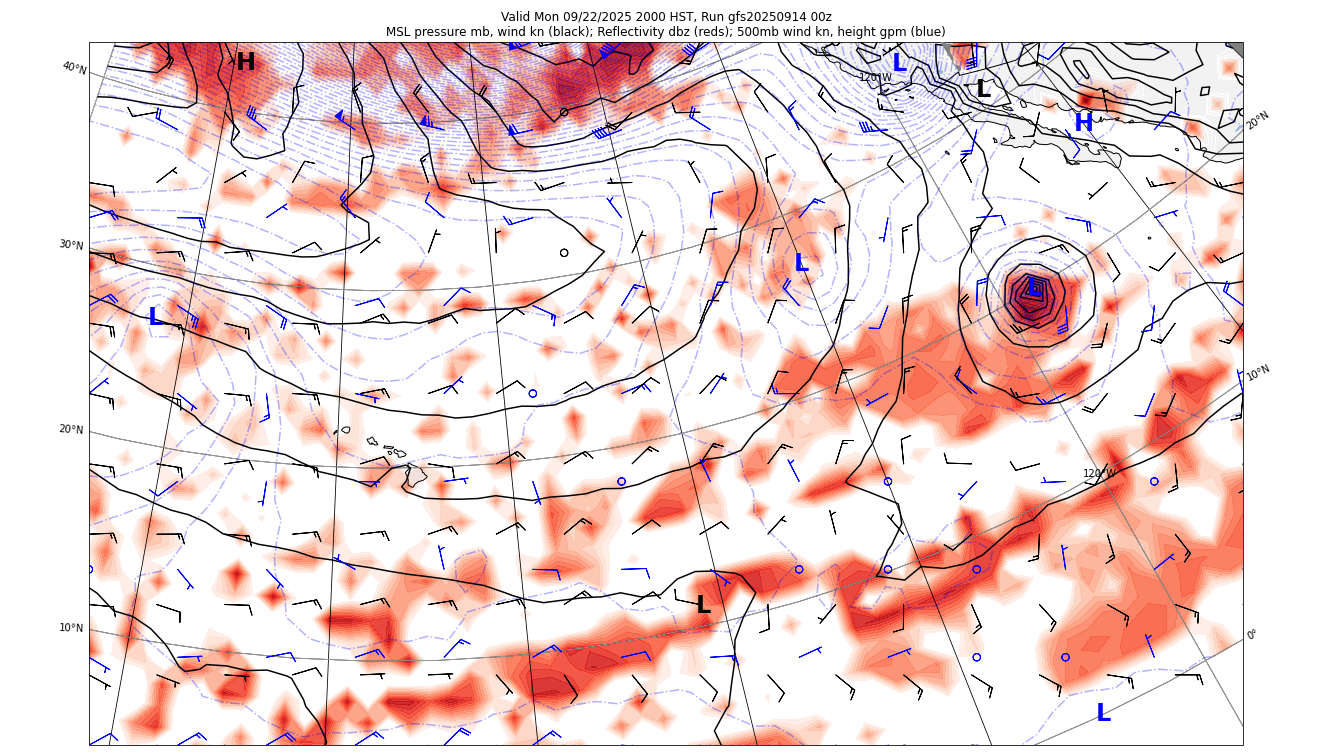 Valid Mon 09/22/2025 2000 HST, Run gfs20250914 00z
MSL pressure mb, wind kn (black); Reflectivity dbz (reds); 500mb wind kn, height gpm (blue)
40°N
H
L
120°W
L
H
20°N
30°N
L
L
L
10°N
20°N
120°W
L
10°N
0°
L